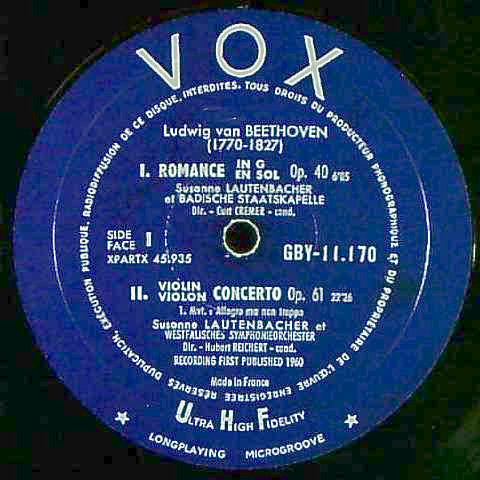 VOX
DUPLICATION, EXÉCUTION PUBLIQUE, RADIODIFFUSION DE CE DISQUE, INTERDITES. TOUS DROITS DU PRODUCTEUR PHONOGRAPHIQUE ET DU PROPRIÉTAIRE DE L'ŒUVRE ENREGISTRÉE RÉSERVÉS
Ludwig van BEETHOVEN
(1770-1827)
I. ROMANCE IN G Op. 40
EN SOL
Susanne LAUTENBACHER
et BADISCHE STAATSKAPELLE
Dir. - Curt CREMER - cond.
SIDE 1
FACE
XPARTX 45.935
GBY-11.170
II. VIOLIN CONCERTO Op. 61 22'26
VIOLON
1. Mvt. : Allegro ma non troppo
Susanne LAUTENBACHER et
WESTFALISCHES SYMPHONIEORCHESTER
Dir. - Hubert REICHERT - cond.
RECORDING FIRST PUBLISHED 1960
Made in France
ULTRA HIGH FIDELITY
LONGPLAYING MICROGROOVE